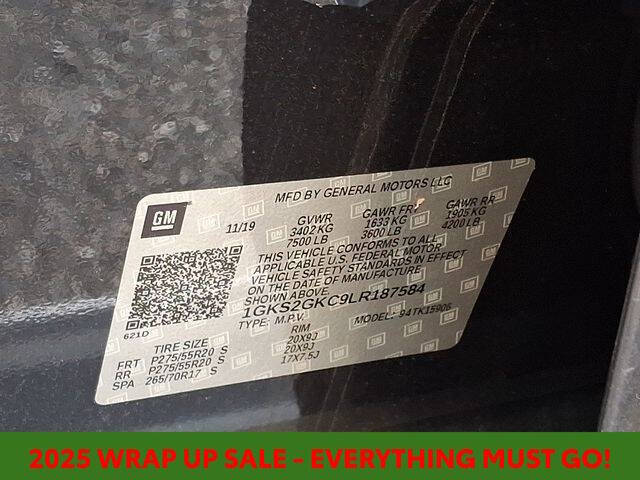 GM
MFD BY GENERAL MOTORS LLC
11/19
GVWR GAWR FRT GAWR RR
3402 KG 1633 KG 1905 KG
7500 LB 3600 LB 4200 LB
THIS VEHICLE CONFORMS TO ALL
APPLICABLE U.S. FEDERAL MOTOR
VEHICLE SAFETY STANDARDS IN EFFECT
ON THE DATE OF MANUFACTURE
SHOWN ABOVE.
1GKS2GKC9LR187584
621D
TYPE: M.P.V. MODEL: 94TK15906
TIRE SIZE RIM
FRT P275/55R20 S 20X9J
RR P275/55R20 S 20X9J
SPA 265/70R17 S 17X7.5J
2025 WRAP UP SALE - EVERYTHING MUST GO!